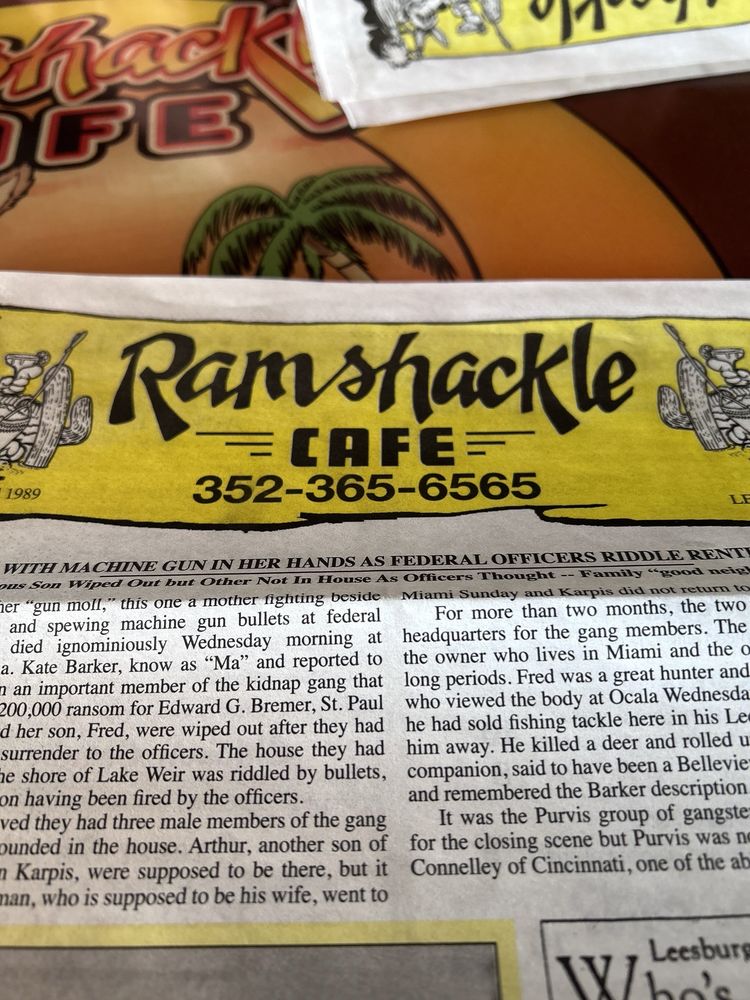 CAFE
Ramshackle
CAFE
352-365-6565
1989
WITH MACHINE GUN IN HER HANDS AS FEDERAL OFFICERS RIDDLE
Son Wiped Out but Other Not In House As Officers Thought -- Family "good
"gun moll," this one a mother fighting beside
and spewing machine gun bullets at federal
died ignominiously Wednesday morning at
a. Kate Barker, know as "Ma" and reported to
an important member of the kidnap gang that
200,000 ransom for Edward G. Bremer, St. Paul
her son, Fred, were wiped out after they had
surrender to the officers. The house they had
shore of Lake Weir was riddled by bullets,
having been fired by the officers.
they had three male members of the gang
in the house. Arthur, another son of
Karpis, were supposed to be there, but it
who is supposed to be his wife, went to
Miami Sunday and Karpis did not return to
For more than two months, the two
headquarters for the gang members. The
the owner who lives in Miami and the
long periods. Fred was a great hunter and
who viewed the body at Ocala
he had sold fishing tackle here in his
him away. He killed a deer and rolled
companion, said to have been a
and remembered the Barker description
It was the Purvis group of
for the closing scene but Purvis was
Connelley of Cincinnati, one of the
Leesburg
Who's